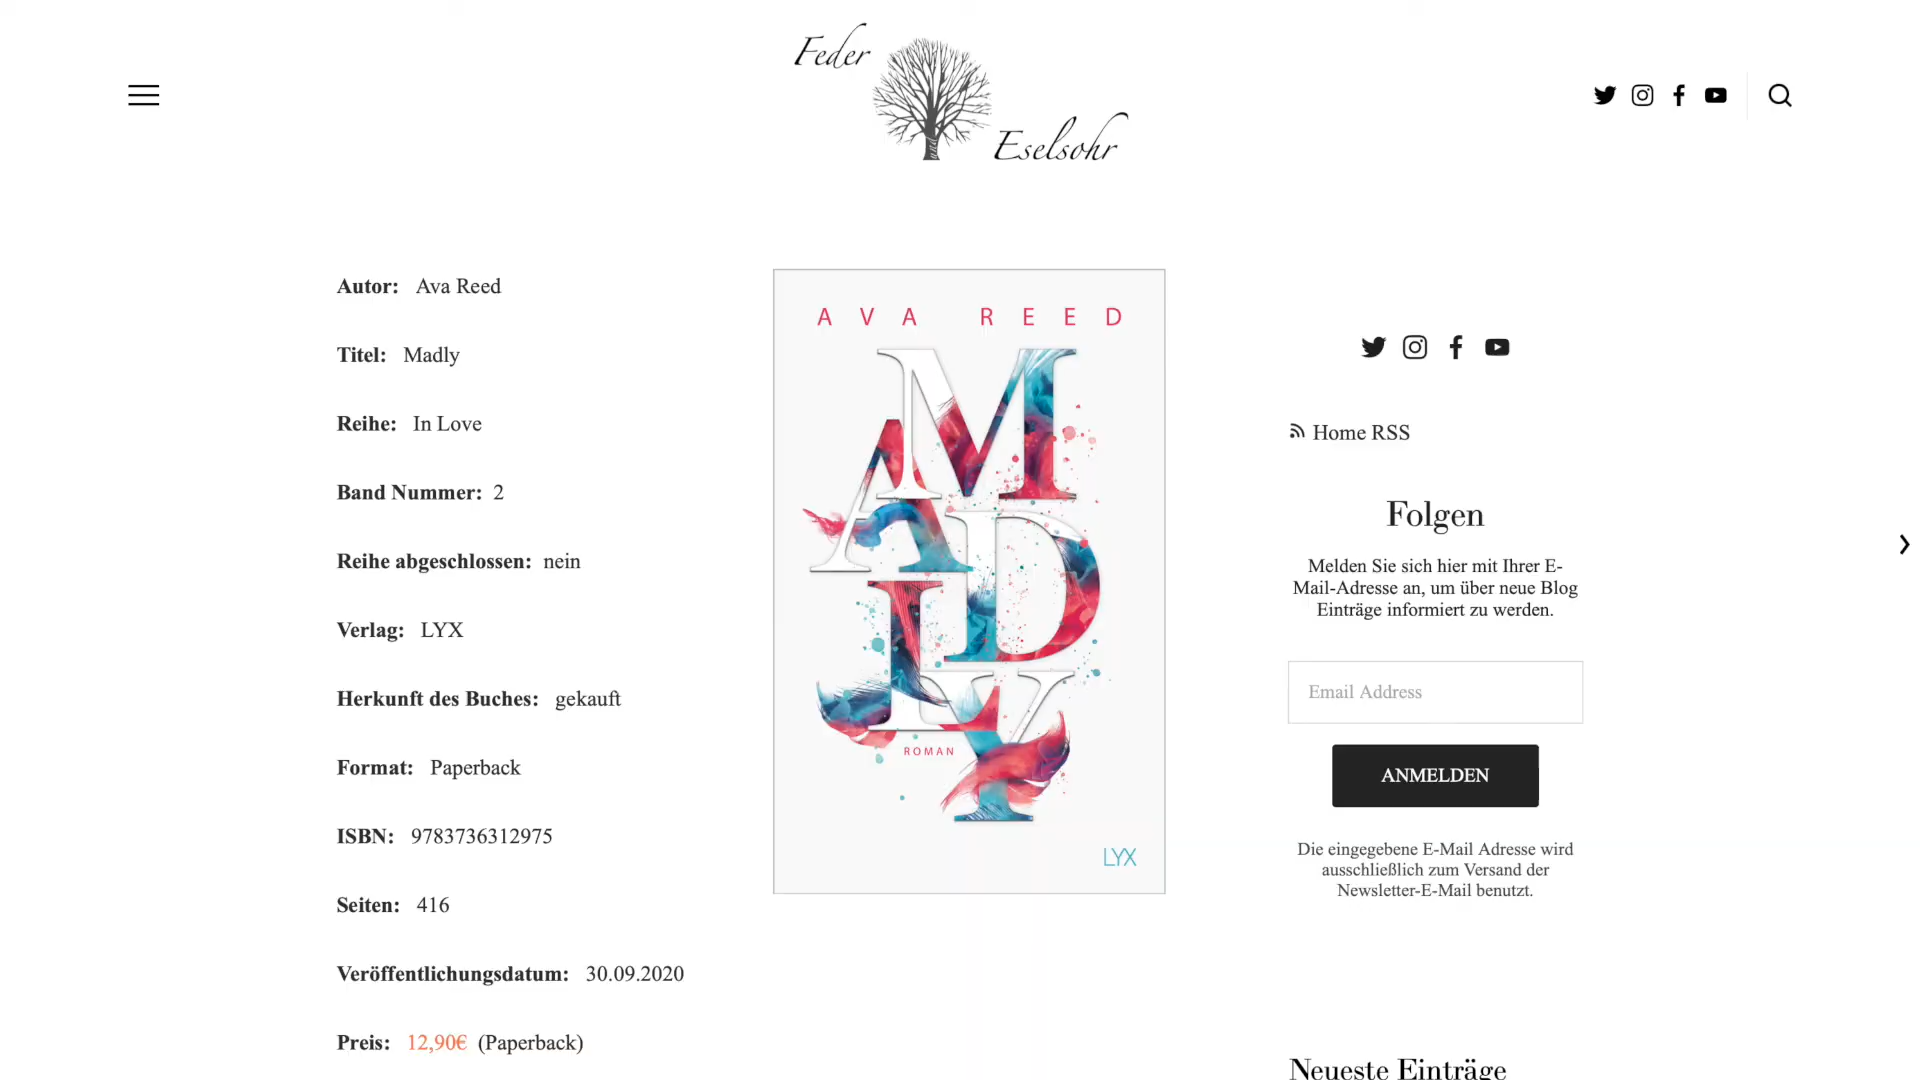 Feder
und
Eselsohr
Autor: Ava Reed
Titel: Madly
Reihe: In Love
Band Nummer: 2
Reihe abgeschlossen: nein
Verlag: LYX
Herkunft des Buches: gekauft
Format: Paperback
ISBN: 9783736312975
Seiten: 416
Veröffentlichungsdatum: 30.09.2020
Preis: 12,90€ (Paperback)
AVA REED
MADLY
ROMAN
LYX
Home RSS
Folgen
Melden Sie sich hier mit Ihrer E-
Mail-Adresse an, um über neue Blog
Einträge informiert zu werden.
Email Address
ANMELDEN
Die eingegebene E-Mail Adresse wird
ausschließlich zum Versand der
Newsletter-E-Mail benutzt.
Neueste Einträge